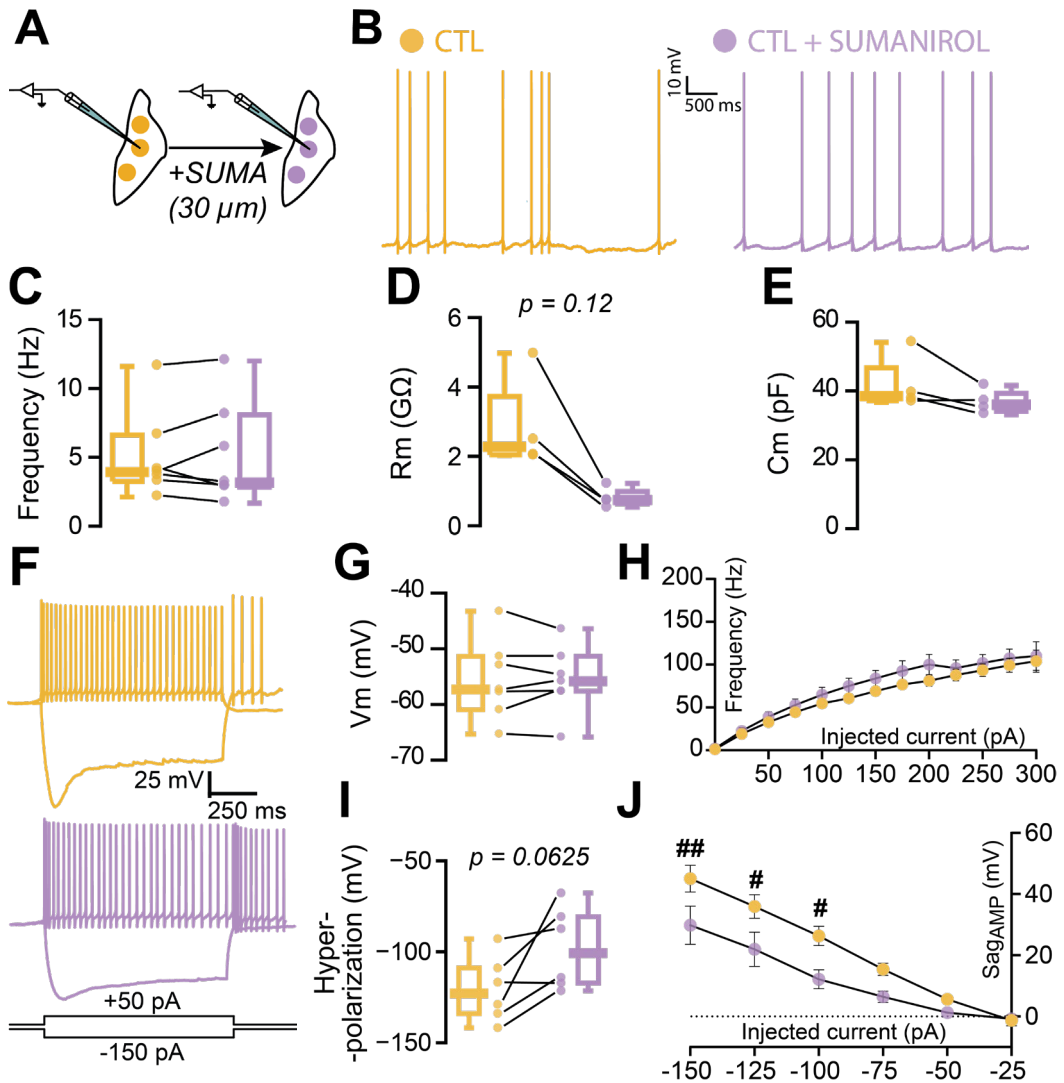 A
+SUMA
(30 μm)
B
CTL
10 mV
500 ms
CTL + SUMANIROL
C
Frequency (Hz)
15
10
5
0
D
p = 0.12
Rm (GΩ)
6
4
2
0
E
Cm (pF)
60
40
20
0
F
25 mV
250 ms
+50 pA
-150 pA
G
Vm (mV)
-40
-50
-60
-70
H
Frequency (Hz)
200
150
100
50
0
Injected current (pA)
50 100 150 200 250 300
I
p = 0.0625
Hyper-
-polarization (mV)
−50
−100
−150
J
##
#
#
SagAMP (mV)
60
40
20
0
Injected current (pA)
-150 -125 -100 -75 -50 -25